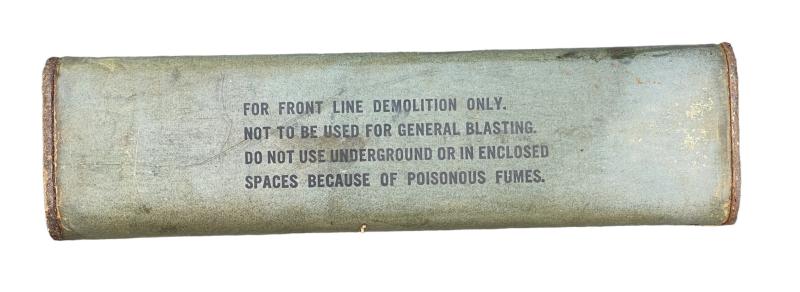 FOR FRONT LINE DEMOLITION ONLY.
NOT TO BE USED FOR GENERAL BLASTING.
DO NOT USE UNDERGROUND OR IN ENCLOSED
SPACES BECAUSE OF POISONOUS FUMES.